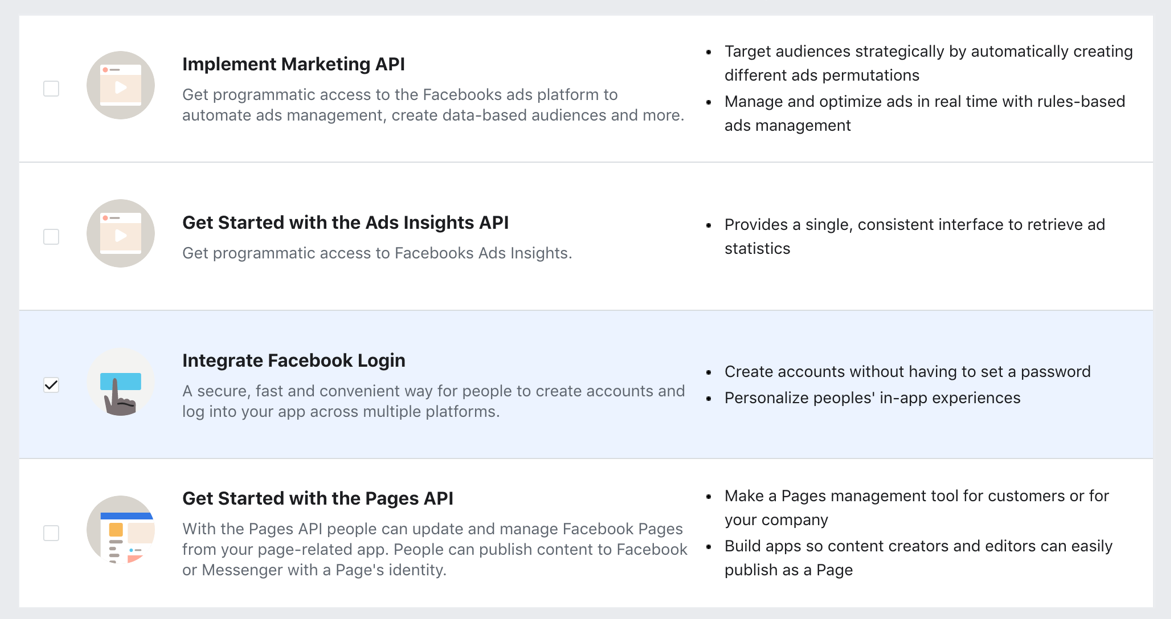 Implement Marketing API
Get programmatic access to the Facebooks ads platform to
automate ads management, create data-based audiences and more.
• Target audiences strategically by automatically creating
different ads permutations
• Manage and optimize ads in real time with rules-based
ads management
Get Started with the Ads Insights API
Get programmatic access to Facebooks Ads Insights.
• Provides a single, consistent interface to retrieve ad
statistics
Integrate Facebook Login
A secure, fast and convenient way for people to create accounts and
log into your app across multiple platforms.
• Create accounts without having to set a password
• Personalize peoples' in-app experiences
Get Started with the Pages API
With the Pages API people can update and manage Facebook Pages
from your page-related app. People can publish content to Facebook
or Messenger with a Page's identity.
• Make a Pages management tool for customers or for
your company
• Build apps so content creators and editors can easily
publish as a Page